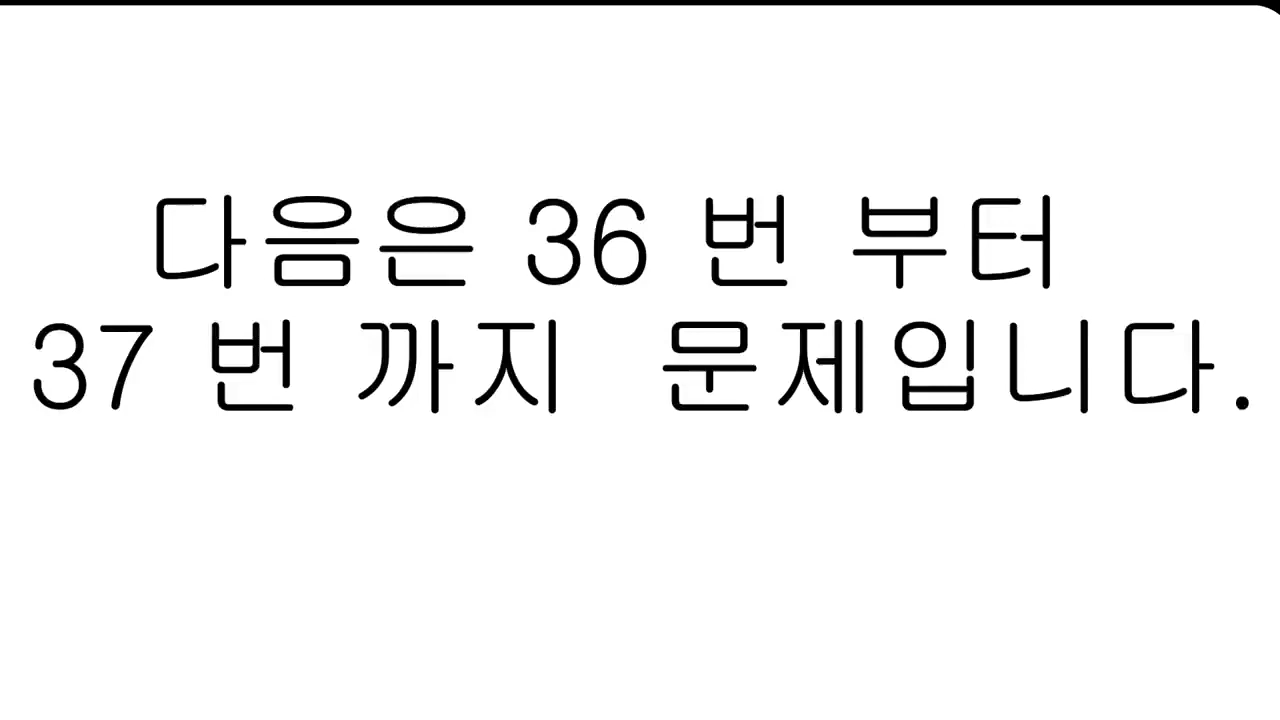 다음은 36 번 부터
37 번 까지 문제입니다.